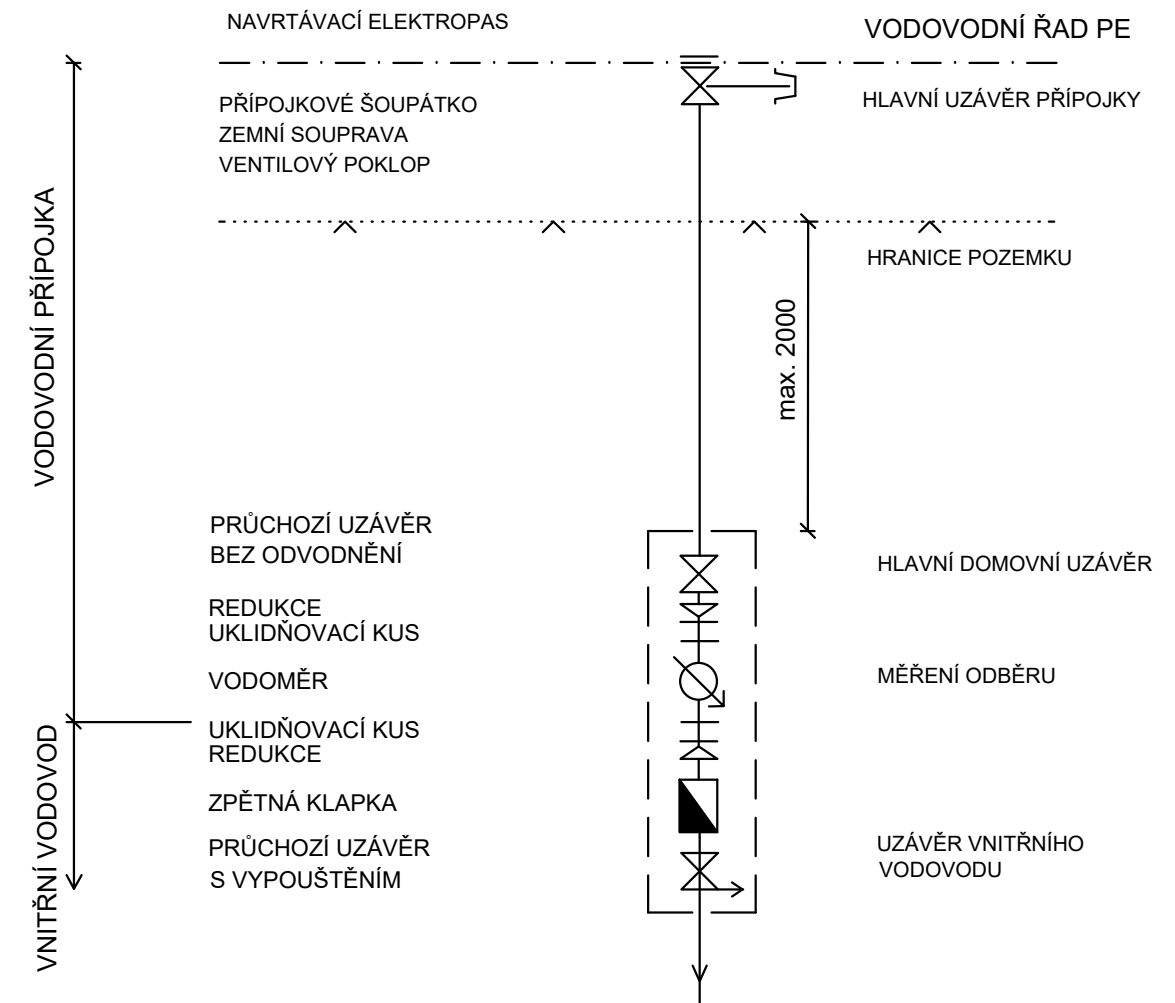 NAVRTÁVACÍ ELEKTROPAS
VODOVODNÍ ŘAD PE
PŘÍPOJKOVÉ ŠOUPÁTKO
ZEMNÍ SOUPRAVA
VENTILOVÝ POKLOP
HLAVNÍ UZÁVĚR PŘÍPOJKY
HRANICE POZEMKU
VODOVODNÍ PŘÍPOJKA
max. 2000
PRŮCHOZÍ UZÁVĚR
BEZ ODVODNĚNÍ
HLAVNÍ DOMOVNÍ UZÁVĚR
REDUKCE
UKLIDŇOVACÍ KUS
VODOMĚR
MĚŘENÍ ODBĚRU
UKLIDŇOVACÍ KUS
REDUKCE
VNITŘNÍ VODOVOD
ZPĚTNÁ KLAPKA
PRŮCHOZÍ UZÁVĚR
S VYPOUŠTĚNÍM
UZÁVĚR VNITŘNÍHO
VODOVODU